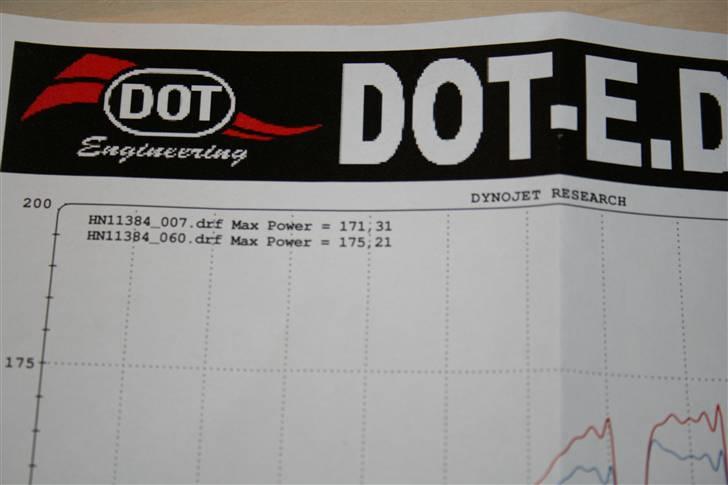 DOT
Engineering
DOT-E.D
DYNOJET RESEARCH
200
HN11384_007.drf Max Power = 171,31
HN11384_060.drf Max Power = 175,21
175